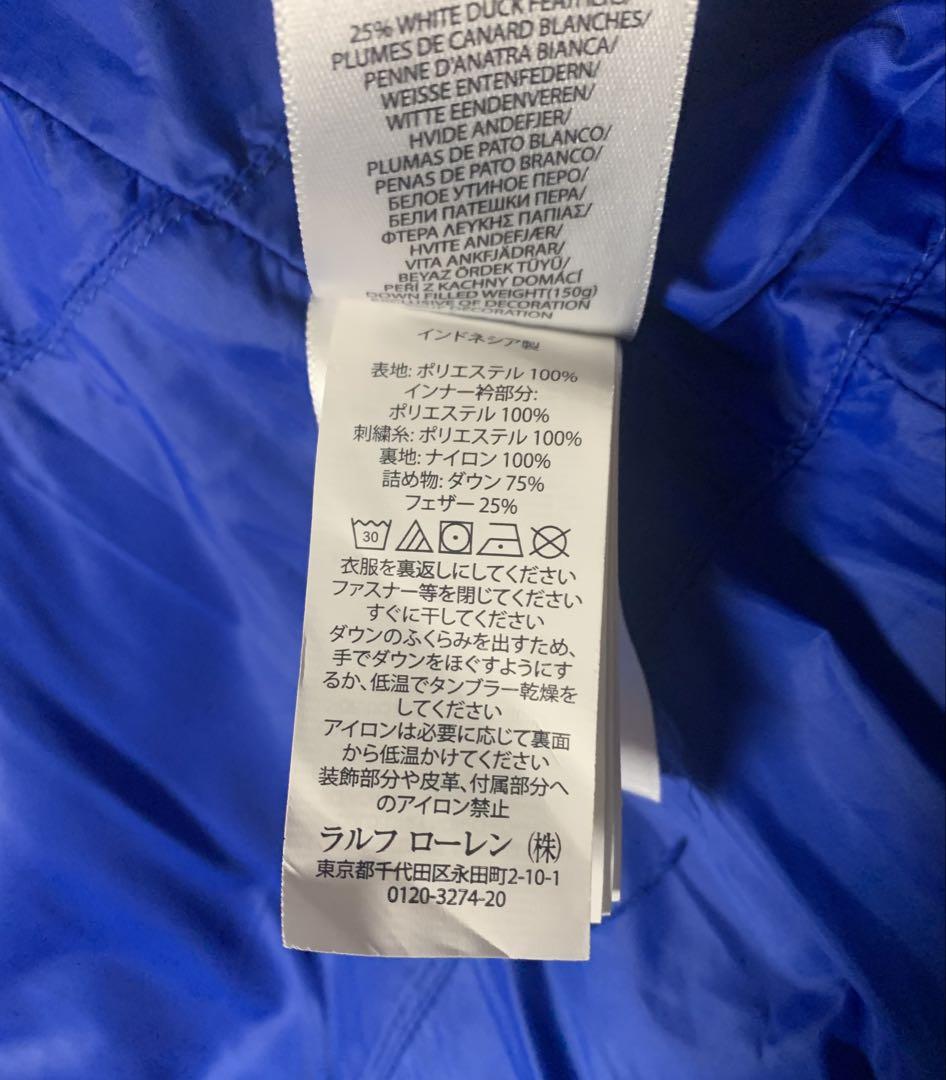 25% WHITE DUCK FEATHERS/
PLUMES DE CANARD BLANCHES/
PENNE D'ANATRA BIANCA/
WEISSE ENTENFEDERN/
WITTE EENDENVEREN/
HVIDE ANDEFJER/
PLUMAS DE PATO BLANCO/
PENAS DE PATO BRANCO/
БЕЛОЕ УТИНОЕ ПЕРО/
БЕЛИ ПАТЕШКИ ПЕРА/
ΦΤΕΡΑ ΛΕΥΚΗΣ ΠΑΠΙΑΣ/
HVITE ANDEFJÆR/
VITA ANKFJÄDRAR/
BEYAZ ÖRDEK TÜYÜ/
PEŘÍ Z KACHNY DOMÁCÍ
DOWN FILLED WEIGHT(150g)
EXCLUSIVE OF DECORATION
DECORATION
インドネシア製
表地: ポリエステル 100%
インナー衿部分:
ポリエステル 100%
刺繍糸: ポリエステル 100%
裏地: ナイロン 100%
詰め物: ダウン 75%
フェザー 25%
30
衣服を裏返しにしてください
ファスナー等を閉じてください
すぐに干してください
ダウンのふくらみを出すため、
手でダウンをほぐすようにす
るか、低温でタンブラー乾燥を
してください
アイロンは必要に応じて裏面
から低温かけてください
装飾部分や皮革、付属部分へ
のアイロン禁止
ラルフ ローレン (株)
東京都千代田区永田町2-10-1
0120-3274-20